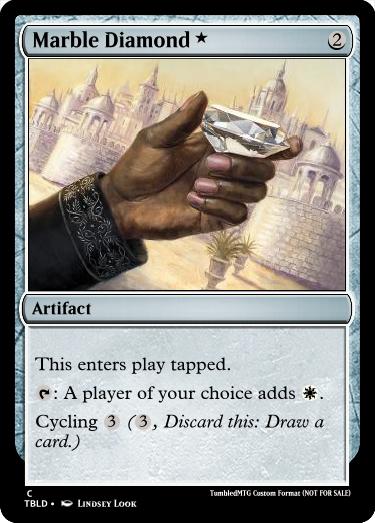 Marble Diamond ★ 2
Artifact
This enters play tapped.
: A player of your choice adds .
Cycling 3 (3, Discard this: Draw a
card.)
C
TBLD • Lindsey Look
TumbledMTG Custom Format (NOT FOR SALE)